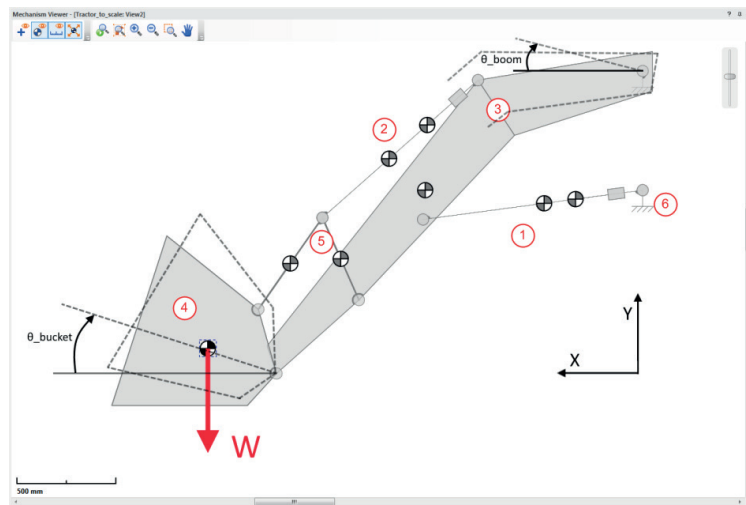 Mechanism Viewer - [Tractor_to_scale: View2]
θ_boom
3
2
6
5
1
4
Y
θ_bucket
X
W
500 mm